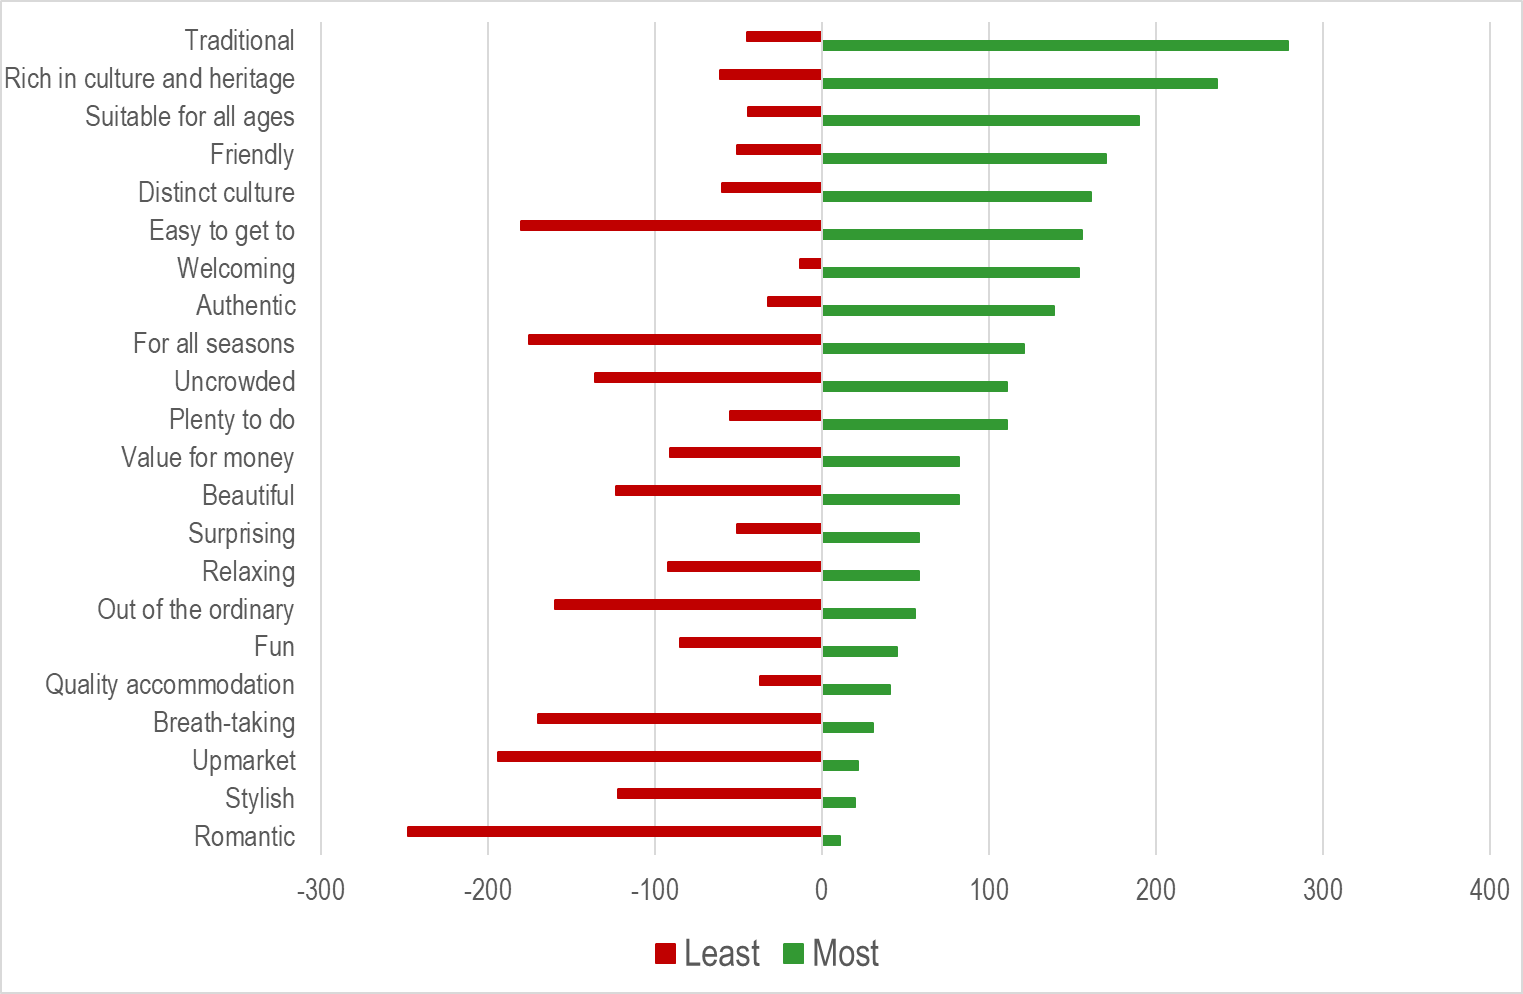 Traditional
Rich in culture and heritage
Suitable for all ages
Friendly
Distinct culture
Easy to get to
Welcoming
Authentic
For all seasons
Uncrowded
Plenty to do
Value for money
Beautiful
Surprising
Relaxing
Out of the ordinary
Fun
Quality accommodation
Breath-taking
Upmarket
Stylish
Romantic
-300 -200 -100 0 100 200 300 400
Least Most